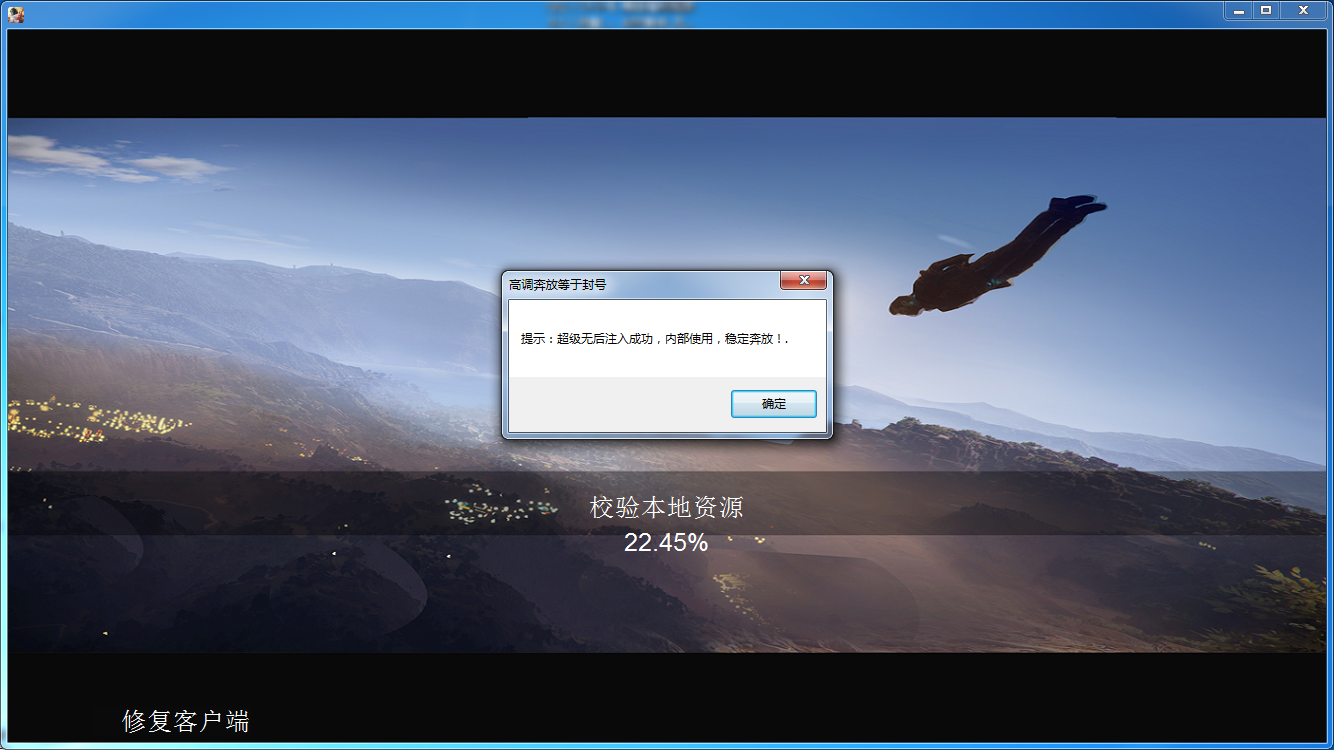 高调奔放等于封号
提示：超级无后注入成功，内部使用，稳定奔放！.
确定
校验本地资源
22.45%
修复客户端